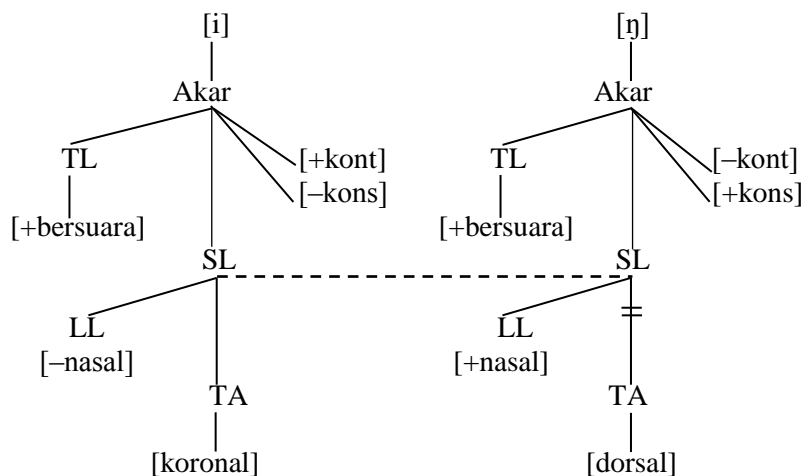 [i] [ŋ]
Akar Akar
TL [+kont] TL [–kont]
[–kons] [+kons]
[+bersuara] [+bersuara]
SL SL
LL LL
[–nasal] [+nasal]
TA TA
[koronal] [dorsal]